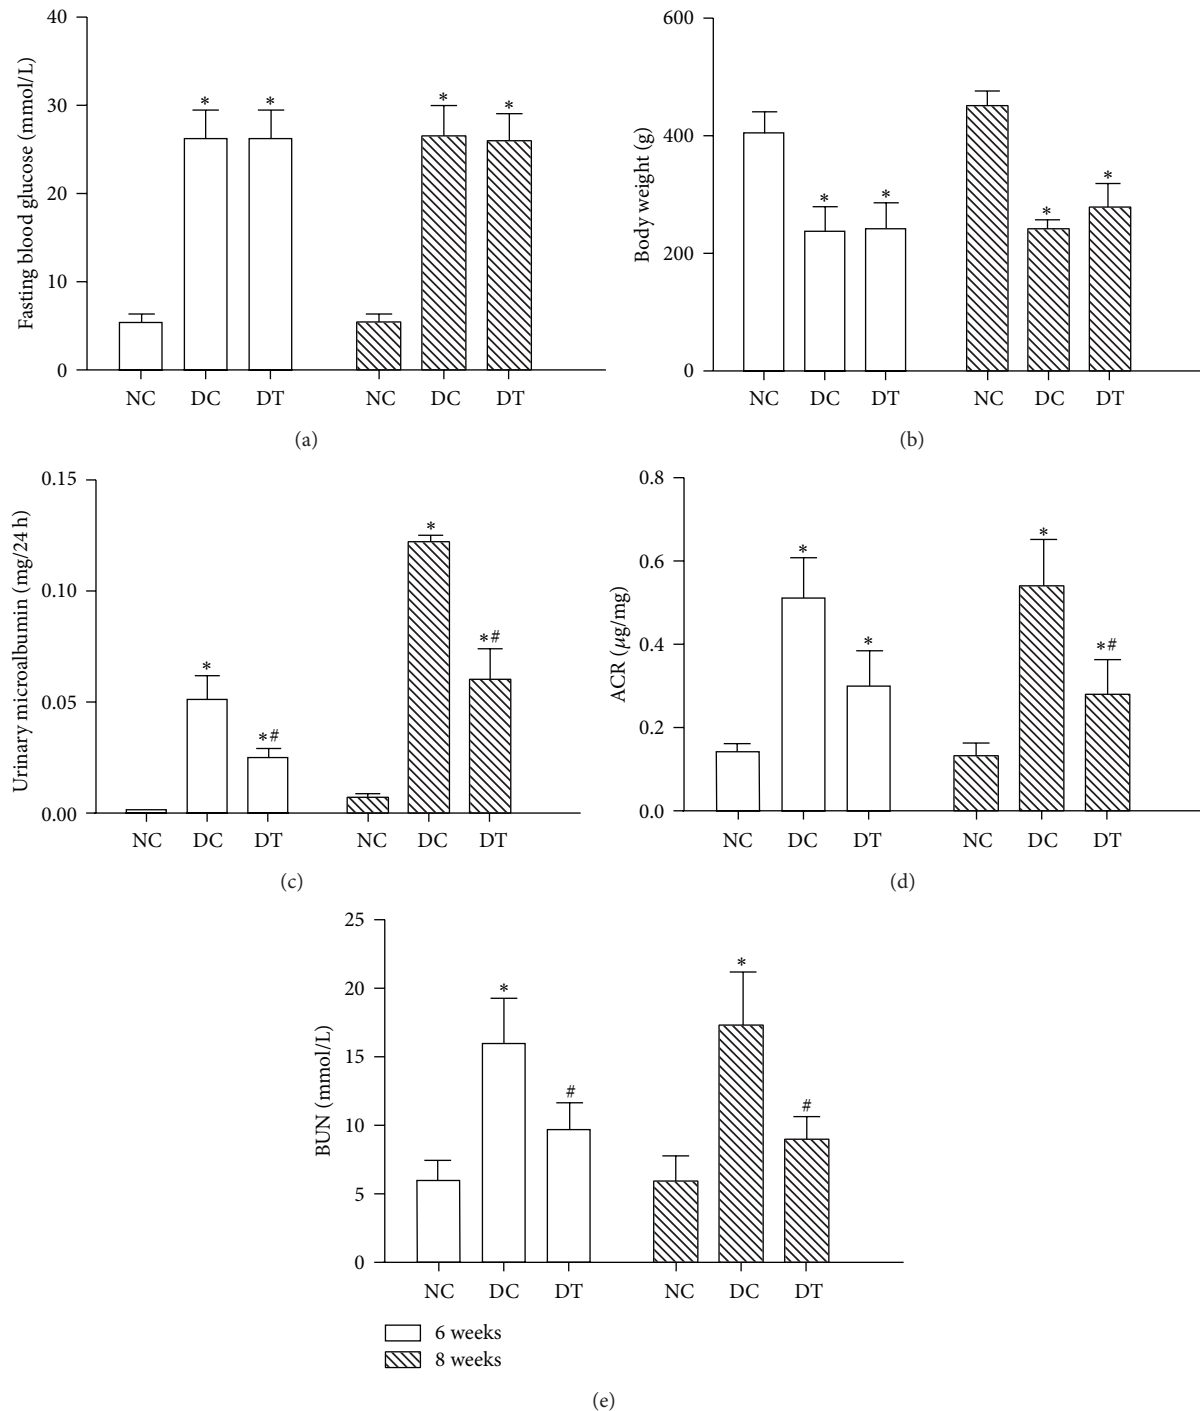 40
30
20
10
0
Fasting blood glucose (mmol/L)
* * * *
NC DC DT NC DC DT
(a)
600
400
200
0
Body weight (g)
* * * *
NC DC DT NC DC DT
(b)
0.15
0.10
0.05
0.00
Urinary microalbumin (mg/24 h)
* *# * *#
NC DC DT NC DC DT
(c)
0.8
0.6
0.4
0.2
0.0
ACR (μg/mg)
* * * *#
NC DC DT NC DC DT
(d)
25
20
15
10
5
0
BUN (mmol/L)
* # * #
NC DC DT NC DC DT
6 weeks
8 weeks
(e)